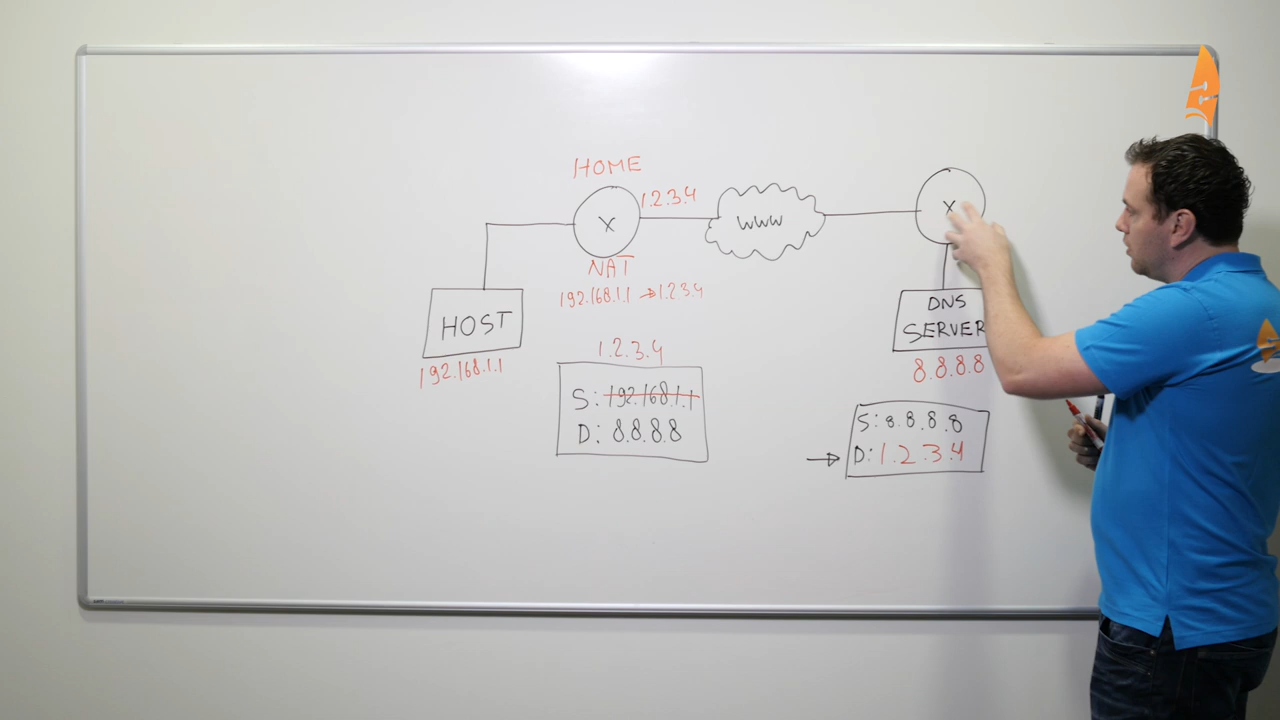 HOME
1.2.3.4
X
WWW
X
NAT
192.168.1.1 → 1.2.3.4
HOST
192.168.1.1
DNS
SERVER
8.8.8.8
1.2.3.4
S: 192.168.1.1
D: 8.8.8.8
S: 8.8.8.8
D: 1.2.3.4